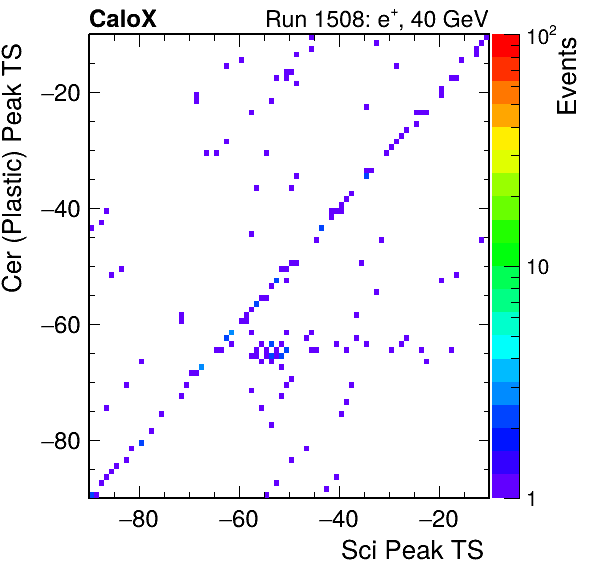 CaloX Run 1508: e⁺, 40 GeV
Cer (Plastic) Peak TS
−20
−40
−60
−80
−80 −60 −40 −20
Sci Peak TS
10²
10
1
Events